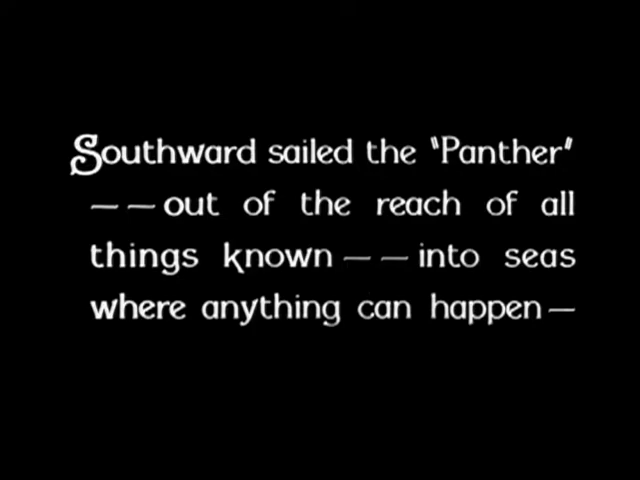 Southward sailed the "Panther"
— — out of the reach of all
things known — — into seas
where anything can happen —